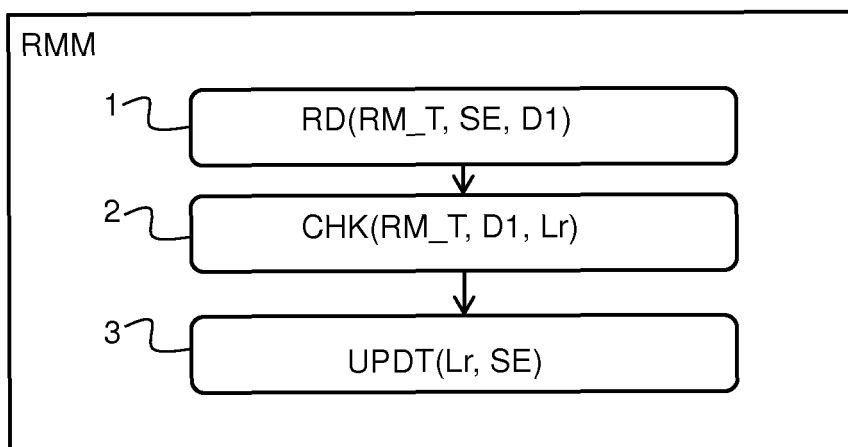 RMM
1
RD(RM_T, SE, D1)
2
CHK(RM_T, D1, Lr)
3
UPDT(Lr, SE)